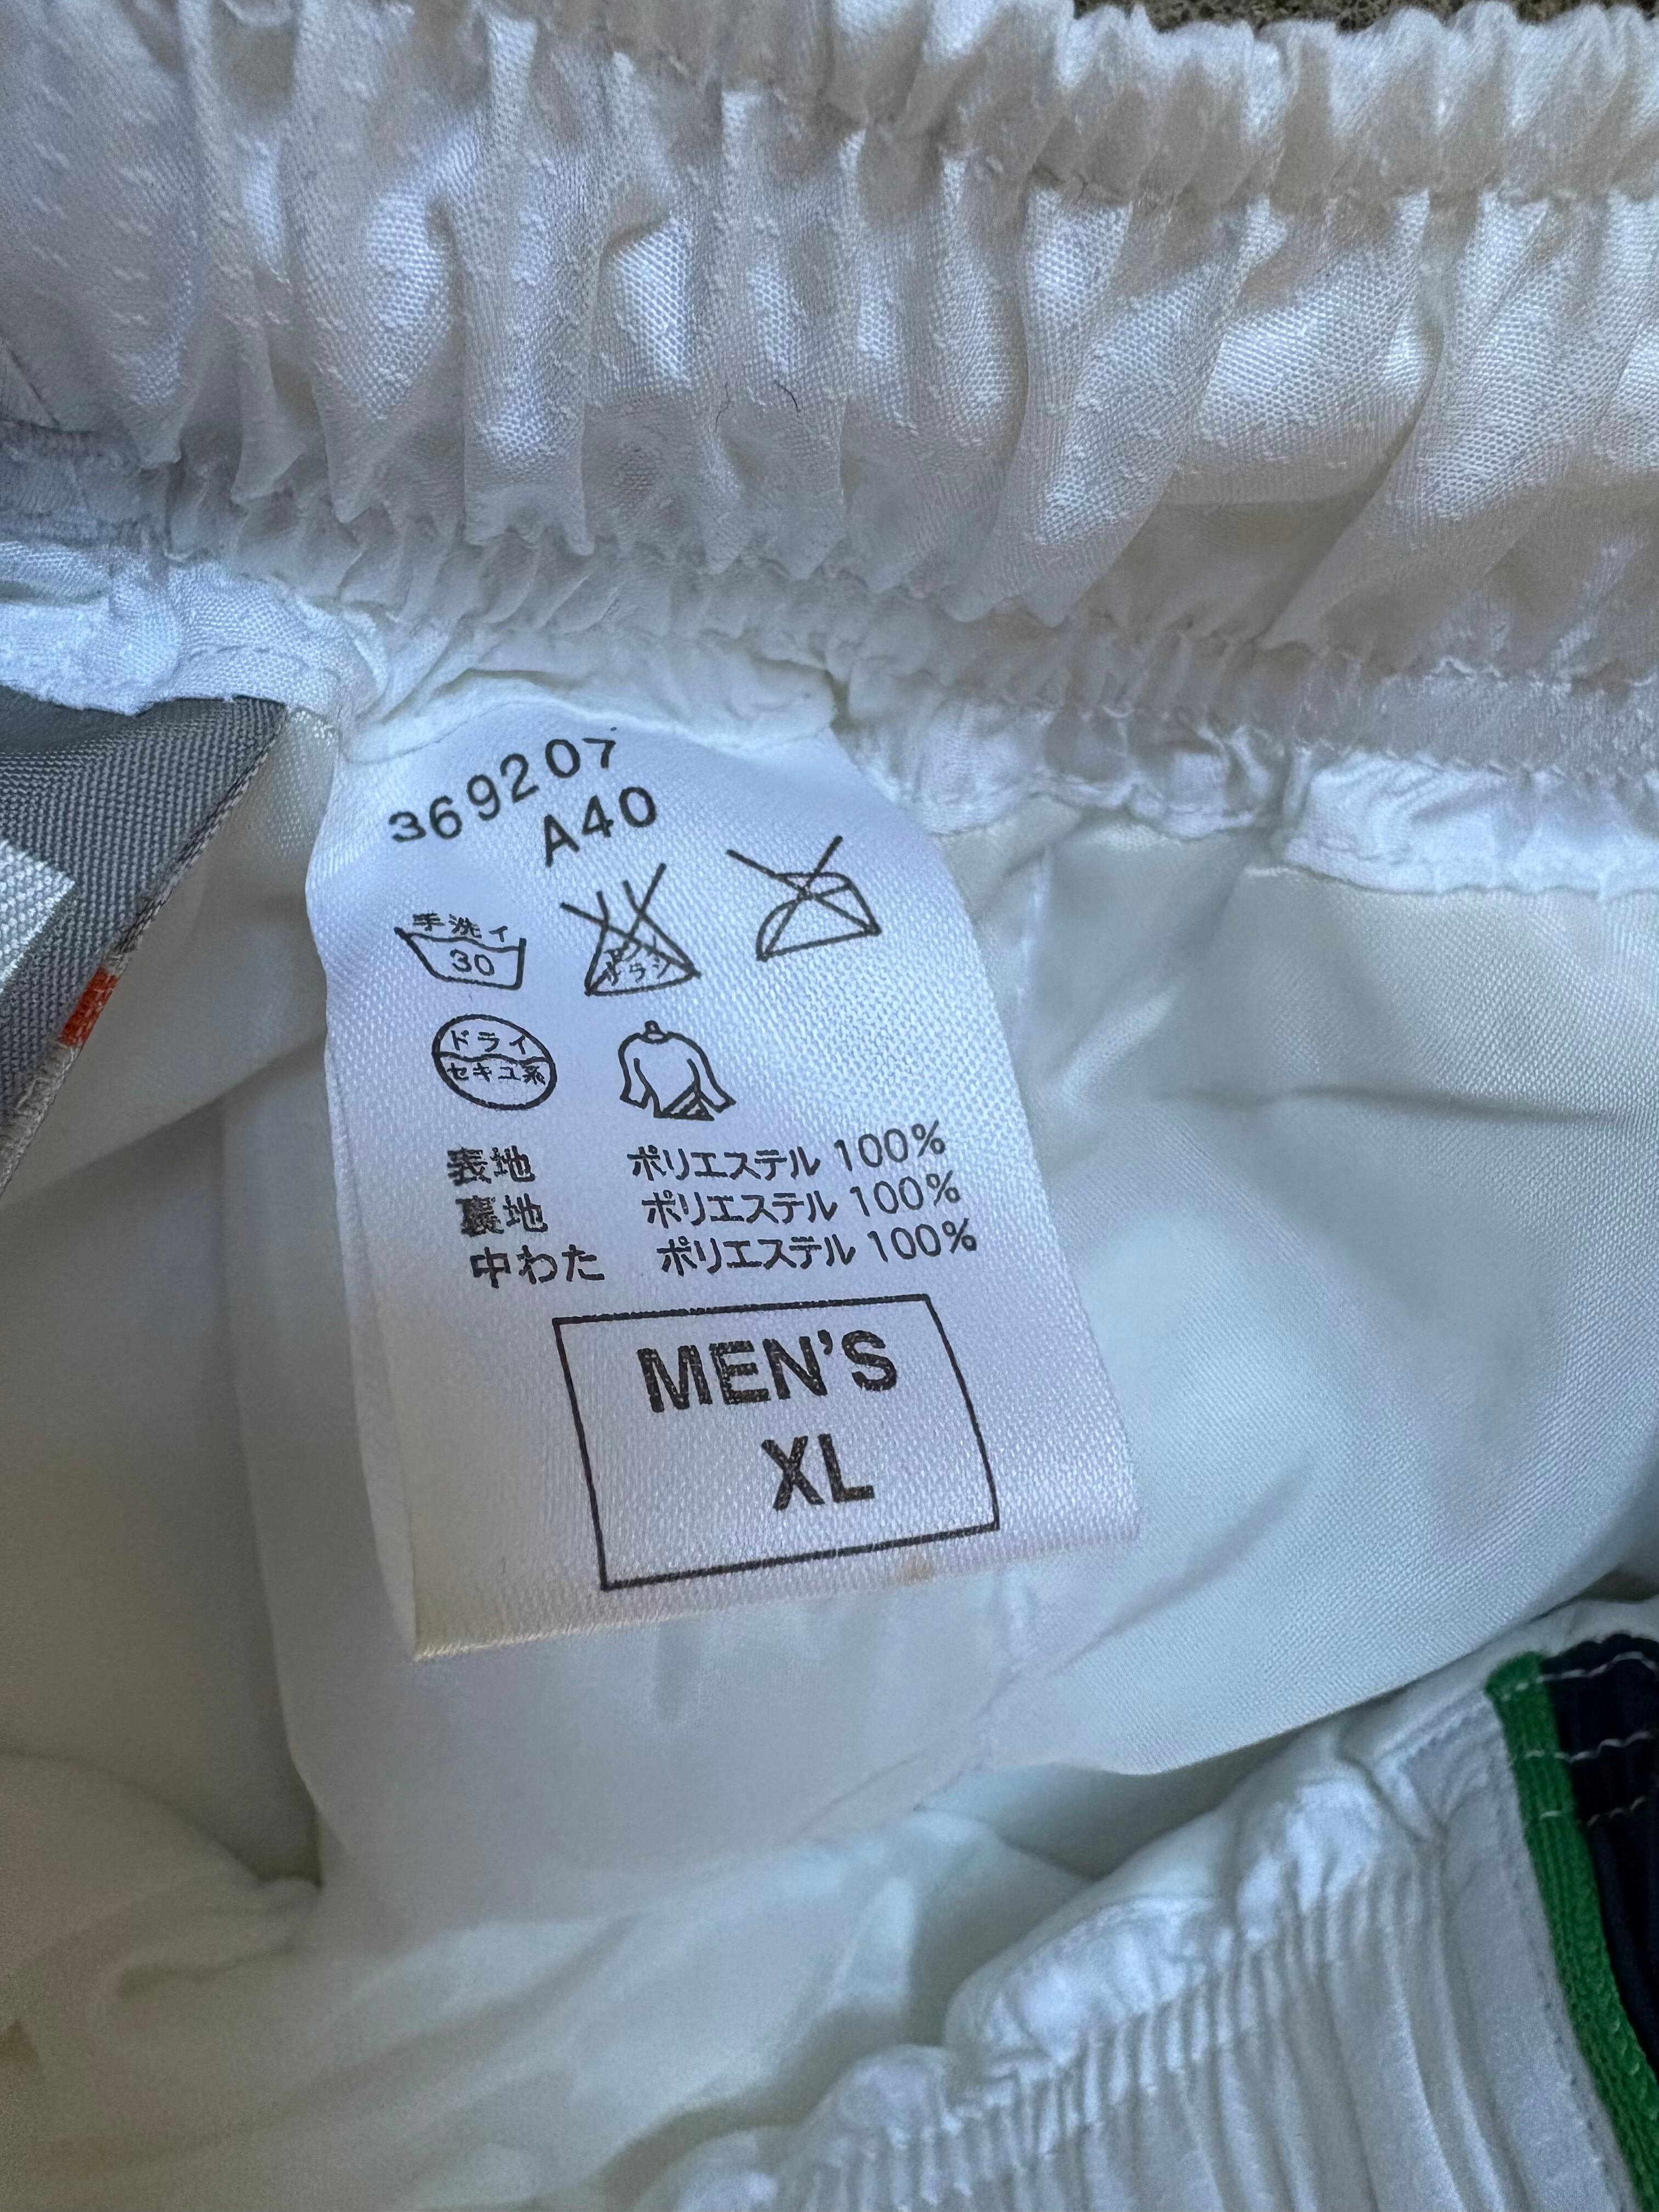 369207
A40
手洗イ
30
ドライ
セキユ系
表地 ポリエステル 100%
裏地 ポリエステル 100%
中わた ポリエステル 100%
MEN'S
XL